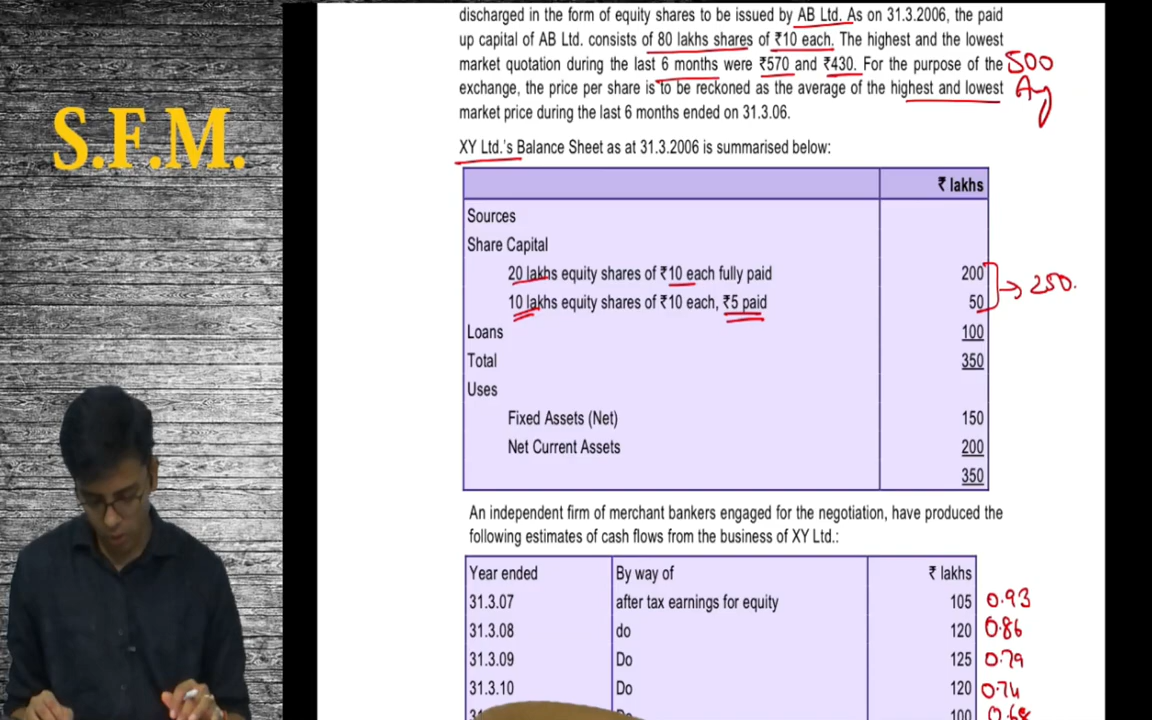 S.F.M.
discharged in the form of equity shares to be issued by AB Ltd. As on 31.3.2006, the paid
up capital of AB Ltd. consists of 80 lakhs shares of ₹10 each. The highest and the lowest
market quotation during the last 6 months were ₹570 and ₹430. For the purpose of the 500
exchange, the price per share is to be reckoned as the average of the highest and lowest Avg
market price during the last 6 months ended on 31.3.06.
XY Ltd.'s Balance Sheet as at 31.3.2006 is summarised below:
₹ lakhs
Sources
Share Capital
20 lakhs equity shares of ₹10 each fully paid 200
10 lakhs equity shares of ₹10 each, ₹5 paid 50 → 250.
Loans 100
Total 350
Uses
Fixed Assets (Net) 150
Net Current Assets 200
350
An independent firm of merchant bankers engaged for the negotiation, have produced the
following estimates of cash flows from the business of XY Ltd.:
Year ended By way of ₹ lakhs
31.3.07 after tax earnings for equity 105 0.93
31.3.08 do 120 0.86
31.3.09 Do 125 0.79
31.3.10 Do 120 0.74
100 0.68